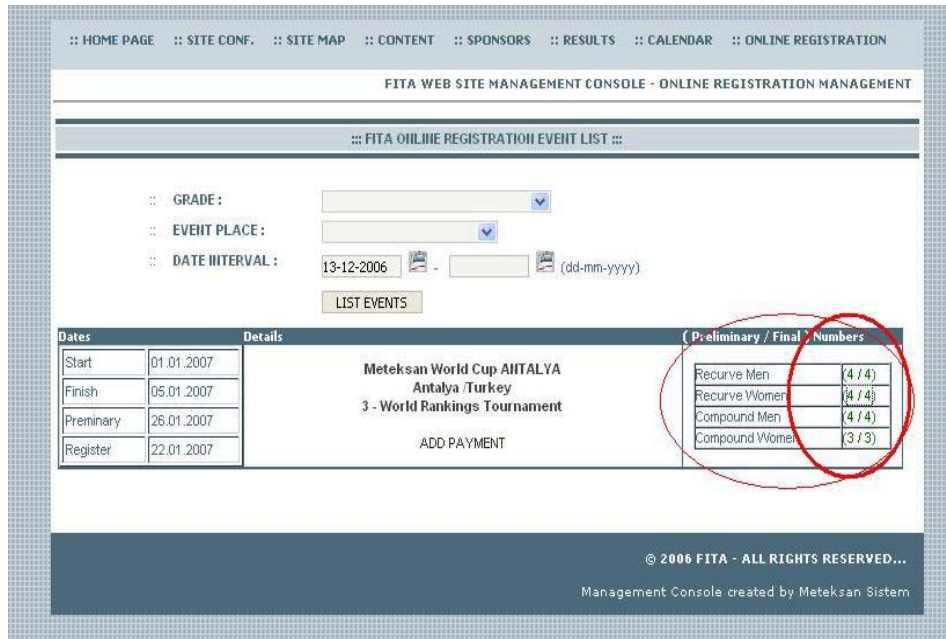 :: HOME PAGE :: SITE CONF. :: SITE MAP :: CONTENT :: SPONSORS :: RESULTS :: CALENDAR :: ONLINE REGISTRATION
FITA WEB SITE MANAGEMENT CONSOLE - ONLINE REGISTRATION MANAGEMENT
::: FITA ONLINE REGISTRATION EVENT LIST :::
:: GRADE :
:: EVENT PLACE :
:: DATE INTERVAL : 13-12-2006 - (dd-mm-yyyy)
LIST EVENTS
Dates Details ( Preliminary / Final ) Numbers
Start 01.01.2007
Finish 05.01.2007
Preminary 26.01.2007
Register 22.01.2007
Meteksan World Cup ANTALYA
Antalya /Turkey
3 - World Rankings Tournament
ADD PAYMENT
Recurve Men (4 / 4)
Recurve Women (4 / 4)
Compound Men (4 / 4)
Compound Women (3 / 3)
© 2006 FITA - ALL RIGHTS RESERVED...
Management Console created by Meteksan Sistem